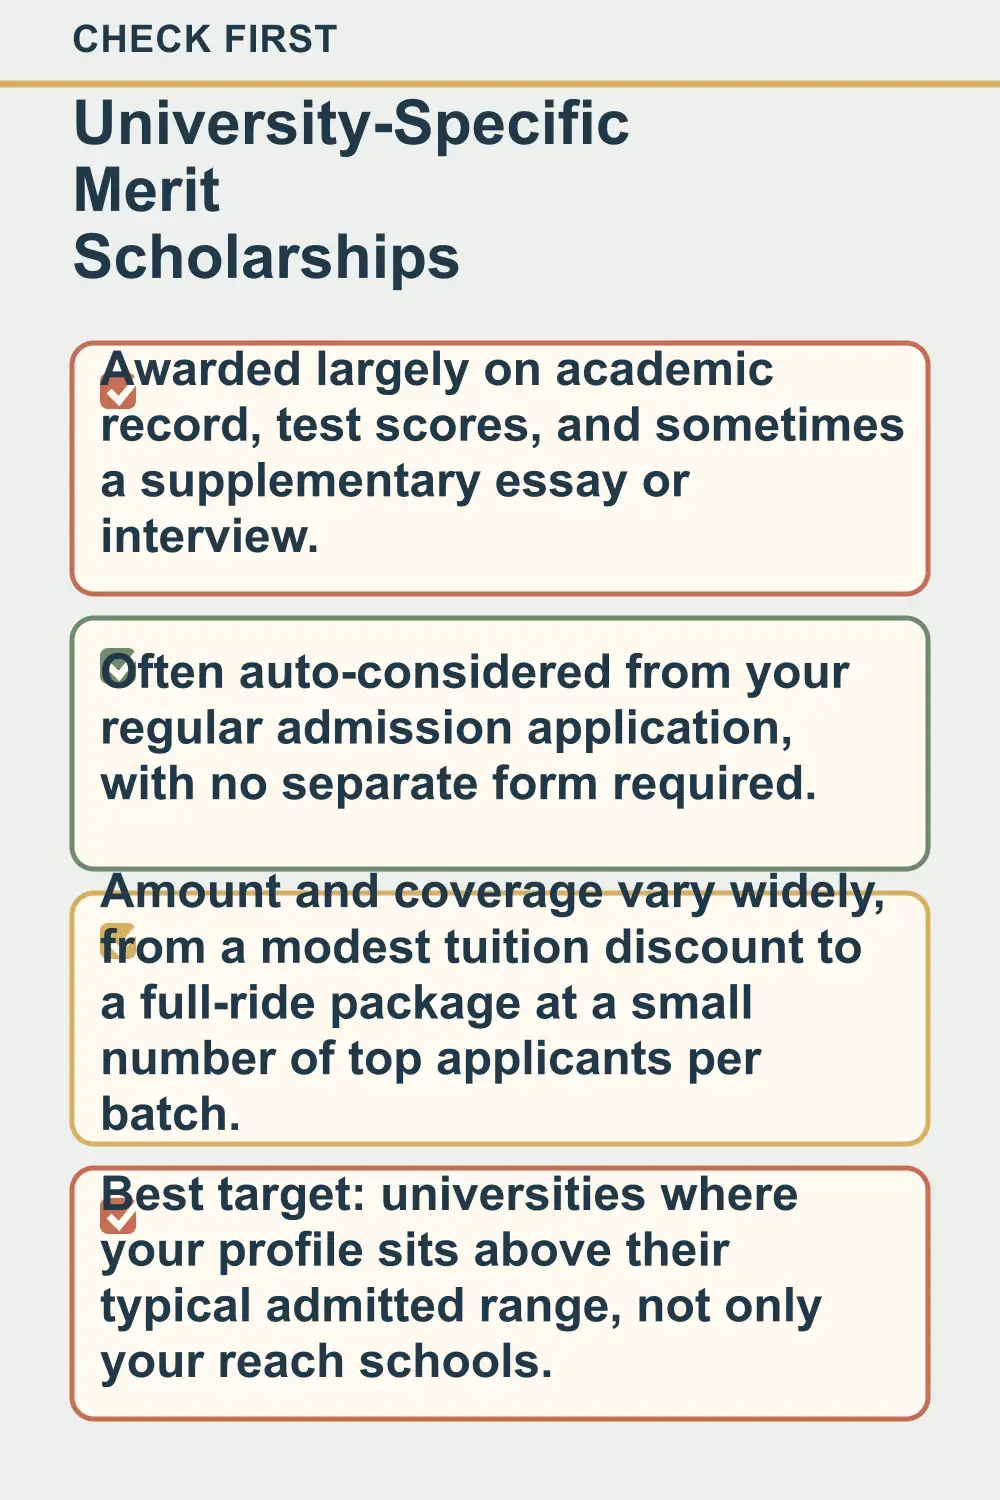 CHECK FIRST
University-Specific
Merit
Scholarships
Awarded largely on academic
record, test scores, and sometimes
a supplementary essay or
interview.
Often auto-considered from your
regular admission application,
with no separate form required.
Amount and coverage vary widely,
from a modest tuition discount to
a full-ride package at a small
number of top applicants per
batch.
Best target: universities where
your profile sits above their
typical admitted range, not only
your reach schools.